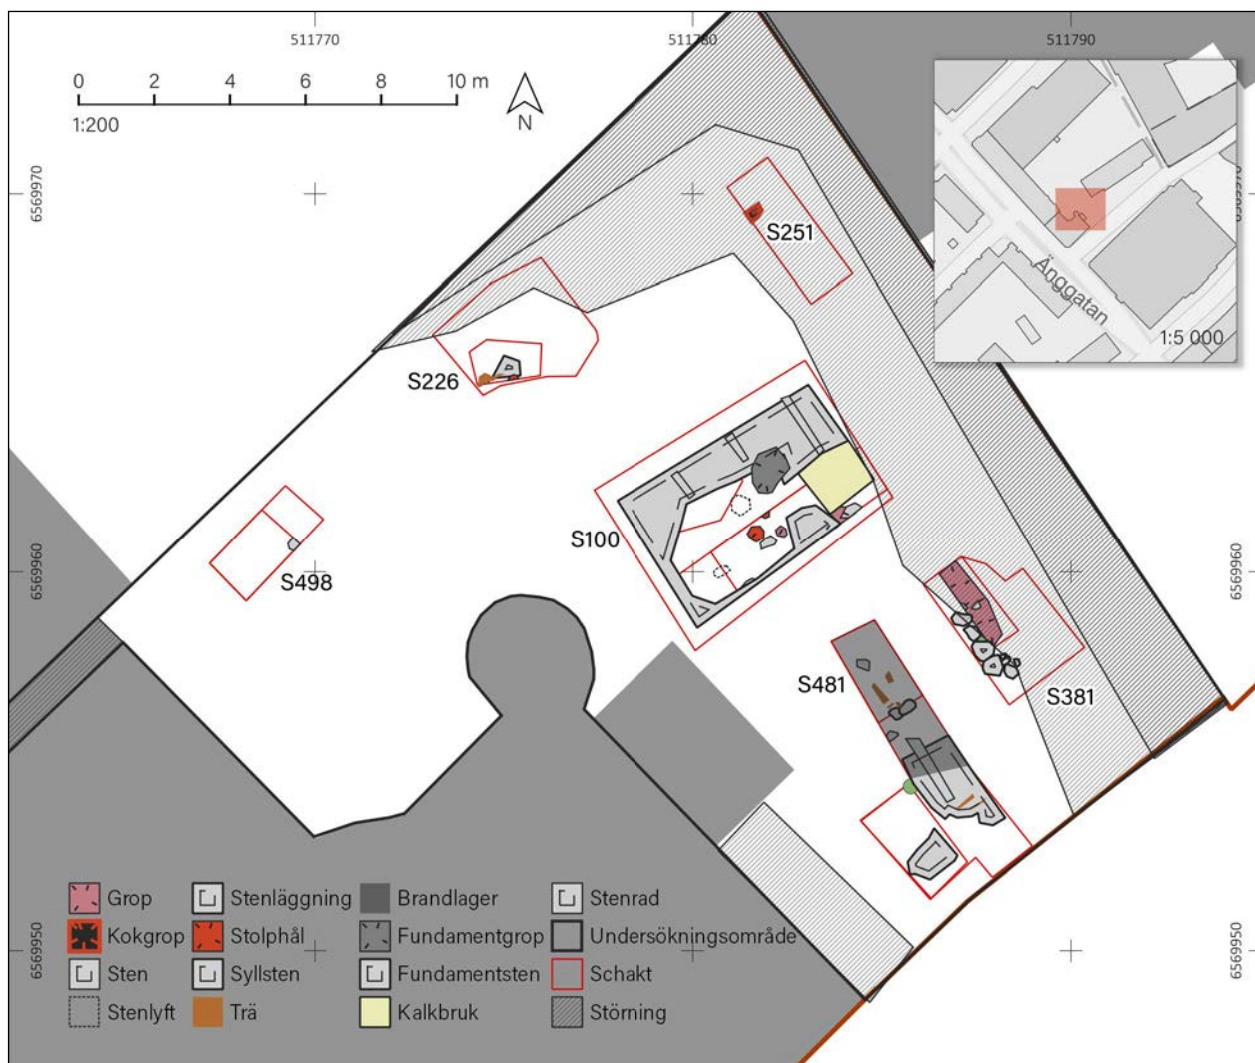 511770
511780
511790
0 2 4 6 8 10 m
1:200
N
6569970
6569970
S251
Änggatan
1:5 000
S226
S100
S498
6569960
6569960
S481
S381
Grop
Stenläggning
Brandlager
Stenrad
Kokgrop
Stolphål
Fundamentgrop
Undersökningsområde
Sten
Syllsten
Fundamentsten
Schakt
Stenlyft
Trä
Kalkbruk
Störning
6569950
6569950